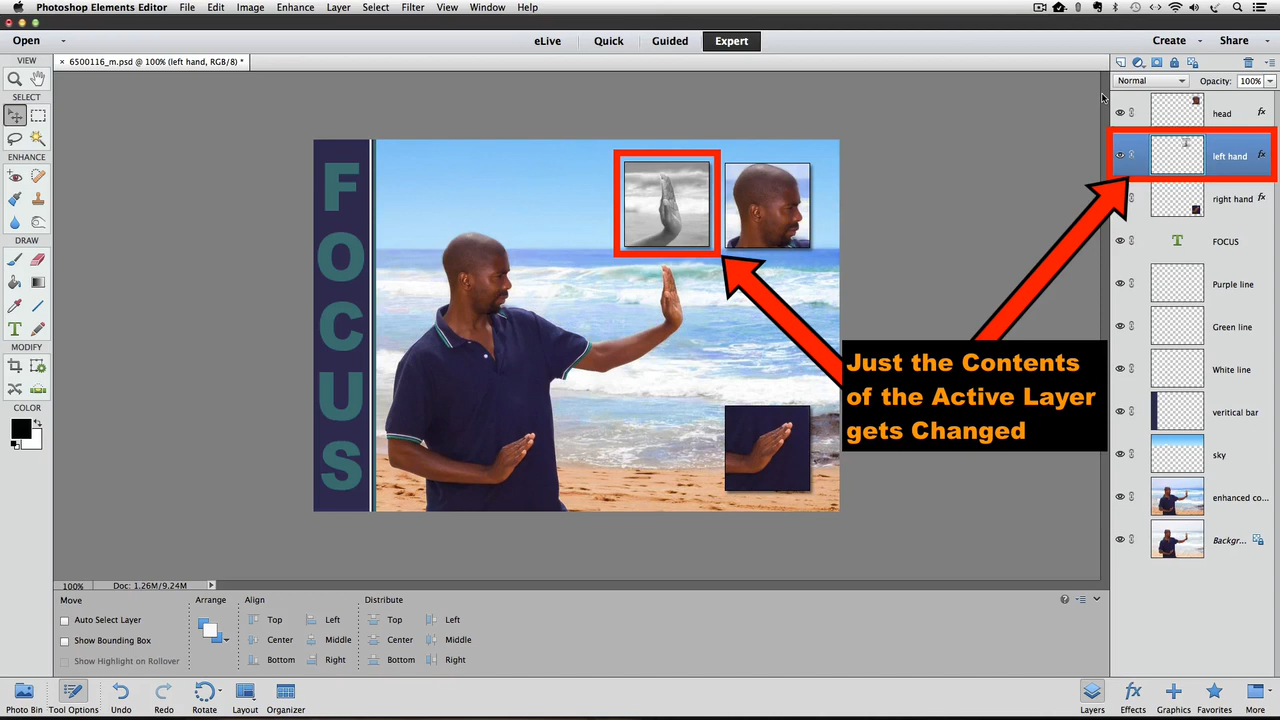 Photoshop Elements Editor File Edit Image Enhance Layer Select Filter View Window Help
Open eLive Quick Guided Expert Create Share
× 6500116_m.psd @ 100% (left hand, RGB/8) *
VIEW
SELECT
ENHANCE
DRAW
MODIFY
COLOR
F
O
C
U
S
Just the Contents
of the Active Layer
gets Changed
Normal Opacity: 100%
head fx
left hand fx
right hand fx
T FOCUS
Purple line
Green line
White line
veritical bar
sky
enhanced co...
Backgr...
100% Doc: 1.26M/9.24M
Move Arrange Align Distribute
Auto Select Layer Top Left Top Left
Show Bounding Box Center Middle Center Middle
Show Highlight on Rollover Bottom Right Bottom Right
Photo Bin Tool Options Undo Redo Rotate Layout Organizer Layers fx Effects Graphics Favorites More